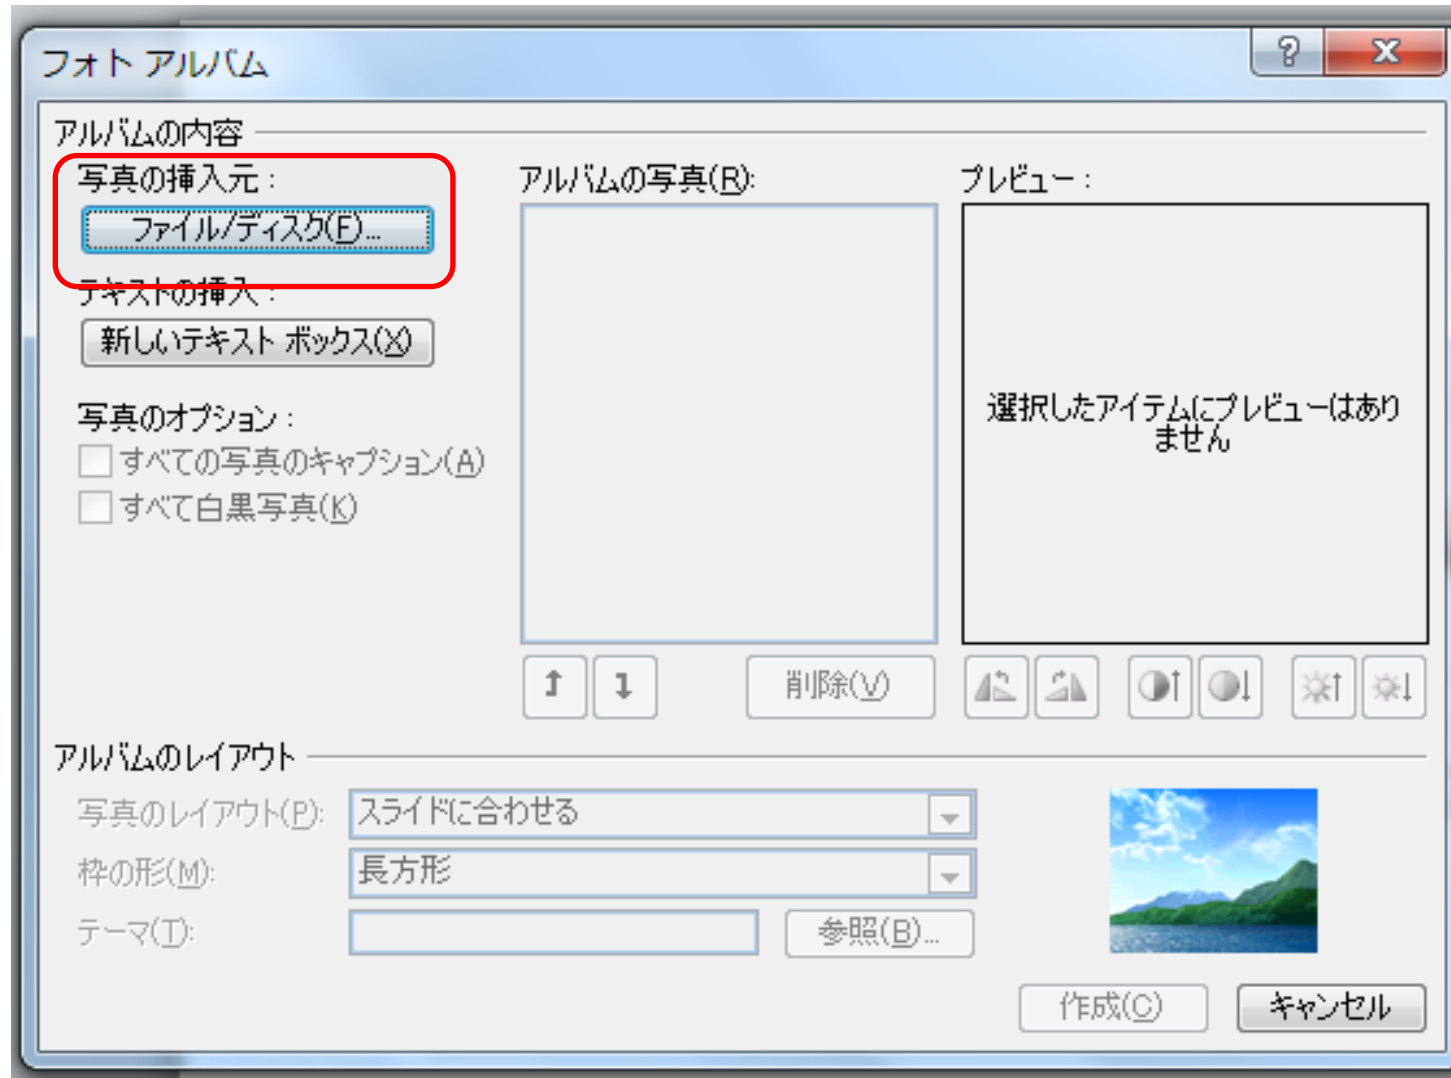 フォト アルバム
アルバムの内容
写真の挿入元：
ファイル/ディスク(F)...
テキストの挿入：
新しいテキスト ボックス(X)
写真のオプション：
すべての写真のキャプション(A)
すべて白黒写真(K)
アルバムの写真(R):
削除(V)
プレビュー：
選択したアイテムにプレビューはあり
ません
アルバムのレイアウト
写真のレイアウト(P): スライドに合わせる
枠の形(M): 長方形
テーマ(T): 参照(B)...
作成(C) キャンセル